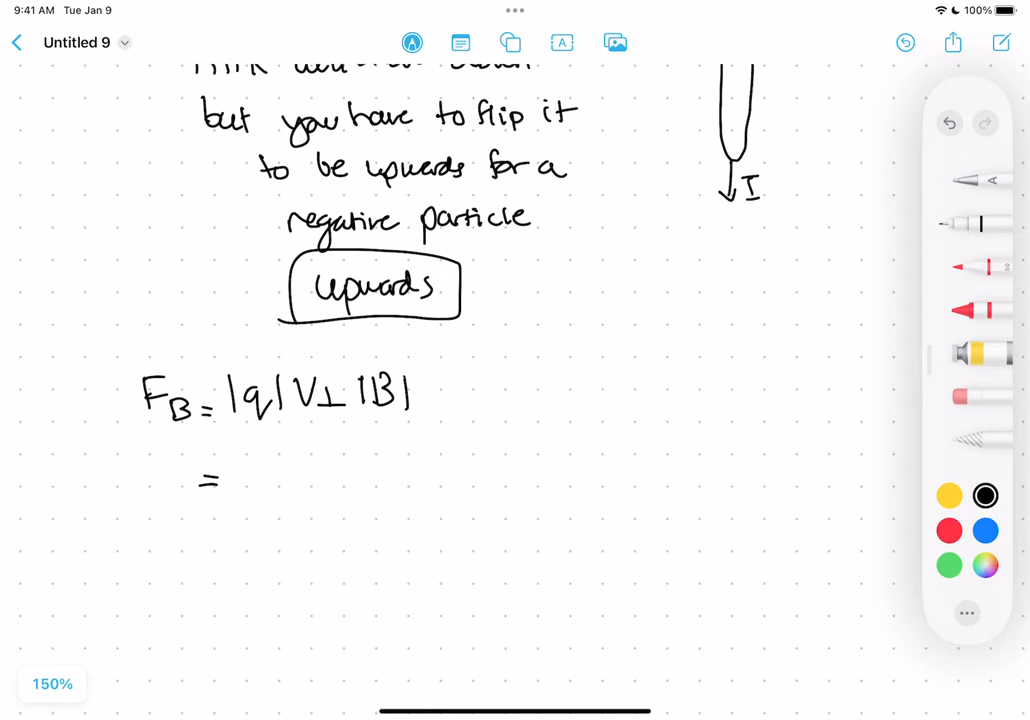 9:41 AM Tue Jan 9
100%
Untitled 9
but you have to flip it
to be upwards for a
negative particle
upwards
I
F_B = |q| V⊥ |B|
=
150%